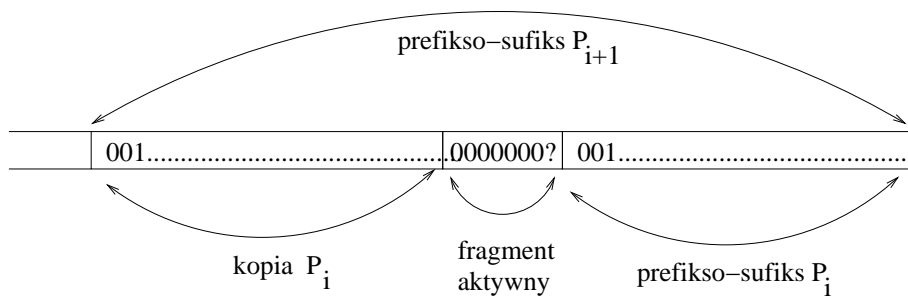 prefikso−sufiks P_{i+1}
001.................................................0000000? 001...........................................
kopia P_i
fragment
aktywny
prefikso−sufiks P_i